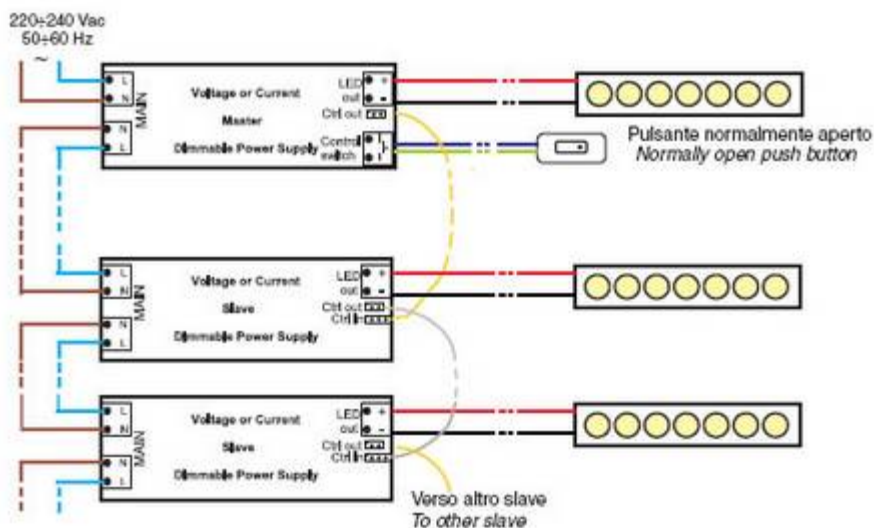 220÷240 Vac
50÷60 Hz
~
L
N
MAIN
N
L
Voltage or Current
Master
Dimmable Power Supply
LED +
out -
Ctrl out
Control
switch
Pulsante normalmente aperto
Normally open push button
L
N
MAIN
N
L
Voltage or Current
Slave
Dimmable Power Supply
LED +
out -
Ctrl out
Ctrl in
L
N
MAIN
N
L
Voltage or Current
Slave
Dimmable Power Supply
LED +
out -
Ctrl out
Ctrl in
Verso altro slave
To other slave